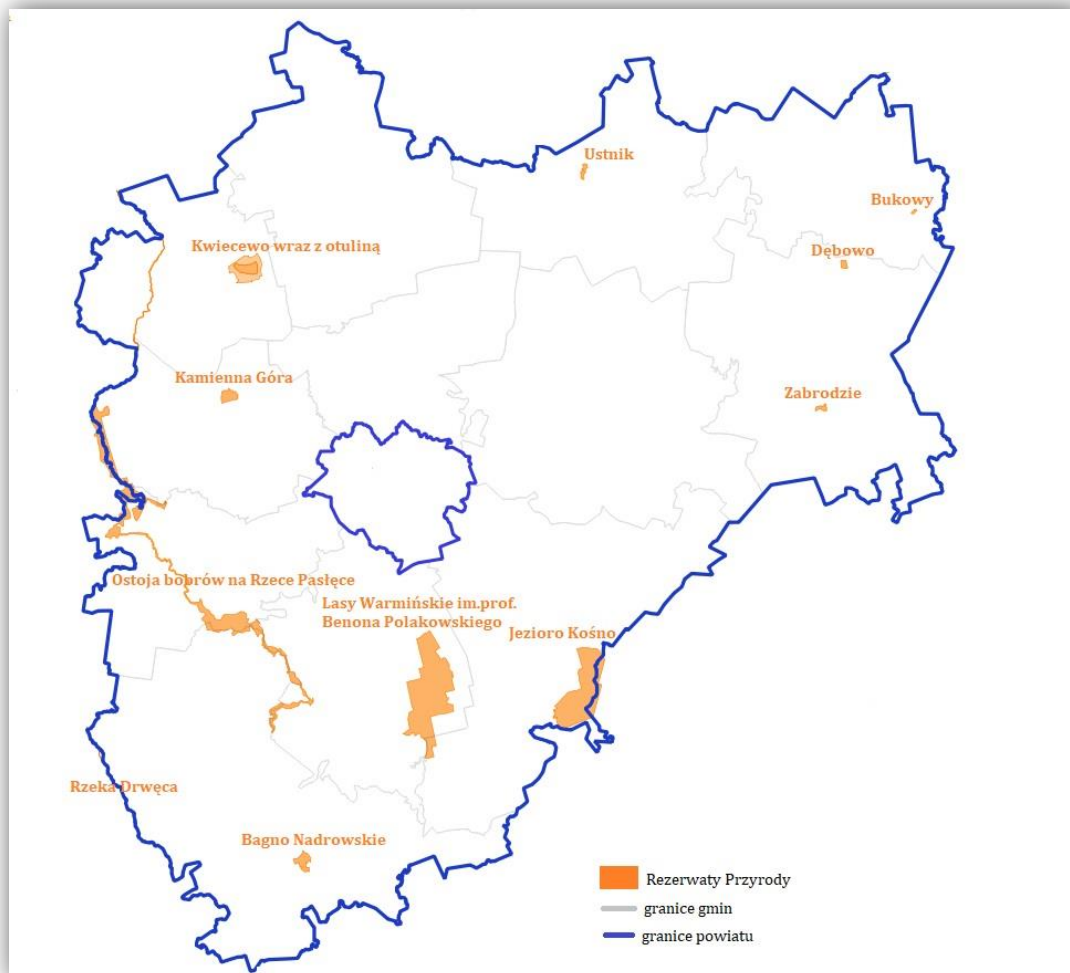 Ustnik
Bukowy
Kwiecewo wraz z otuliną
Dębowo
Kamienna Góra
Zabrodzie
Ostoja bobrów na Rzece Pasłęce
Lasy Warmińskie im.prof.
Benona Polakowskiego
Jezioro Kośno
Rzeka Drwęca
Bagno Nadrowskie
Rezerwaty Przyrody
granice gmin
granice powiatu